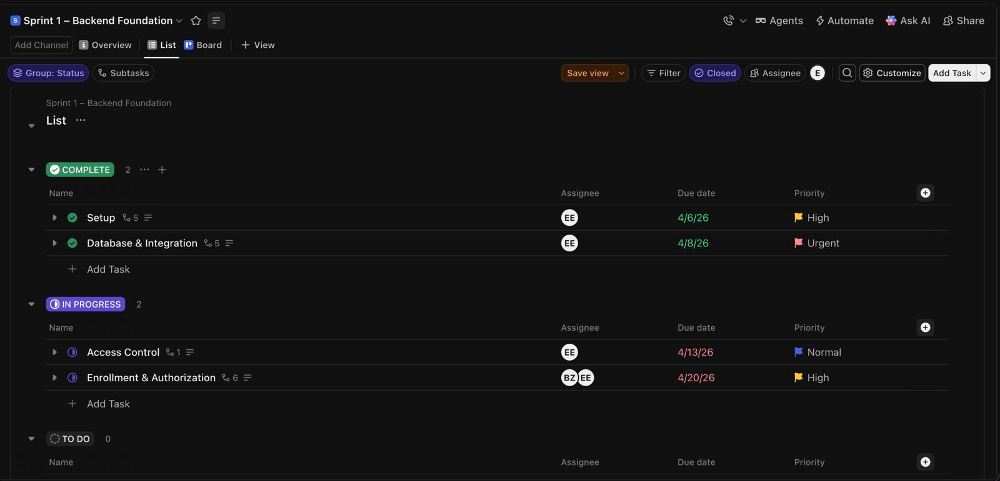 S Sprint 1 – Backend Foundation
Agents Automate Ask AI Share
Add Channel Overview List Board + View
Group: Status Subtasks Save view Filter Closed Assignee E Customize Add Task
Sprint 1 – Backend Foundation
List ...
COMPLETE 2 ... +
Name Assignee Due date Priority
Setup 5 EE 4/6/26 High
Database & Integration 5 EE 4/8/26 Urgent
+ Add Task
IN PROGRESS 2
Name Assignee Due date Priority
Access Control 1 EE 4/13/26 Normal
Enrollment & Authorization 6 BZ EE 4/20/26 High
+ Add Task
TO DO 0
Name Assignee Due date Priority